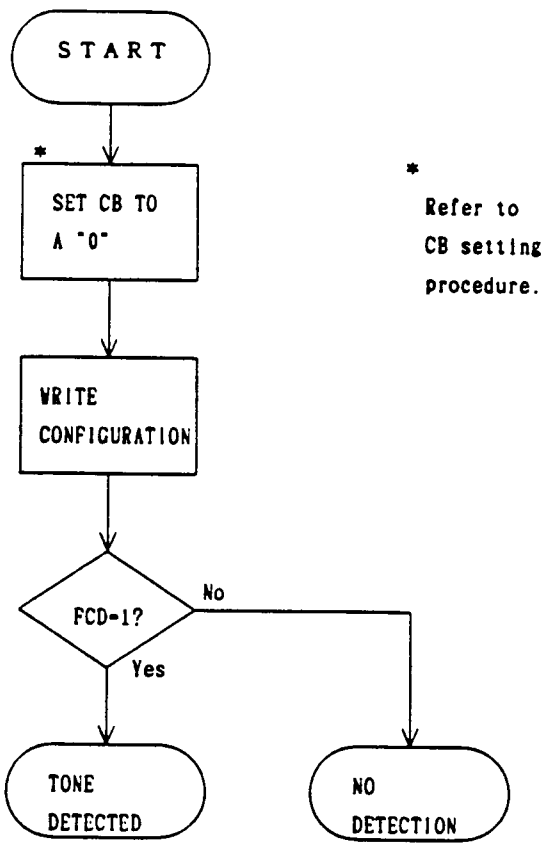 START
*
SET CB TO
A "0"
*
Refer to
CB setting
procedure.
WRITE
CONFIGURATION
FCD=1?
No
Yes
TONE
DETECTED
NO
DETECTION